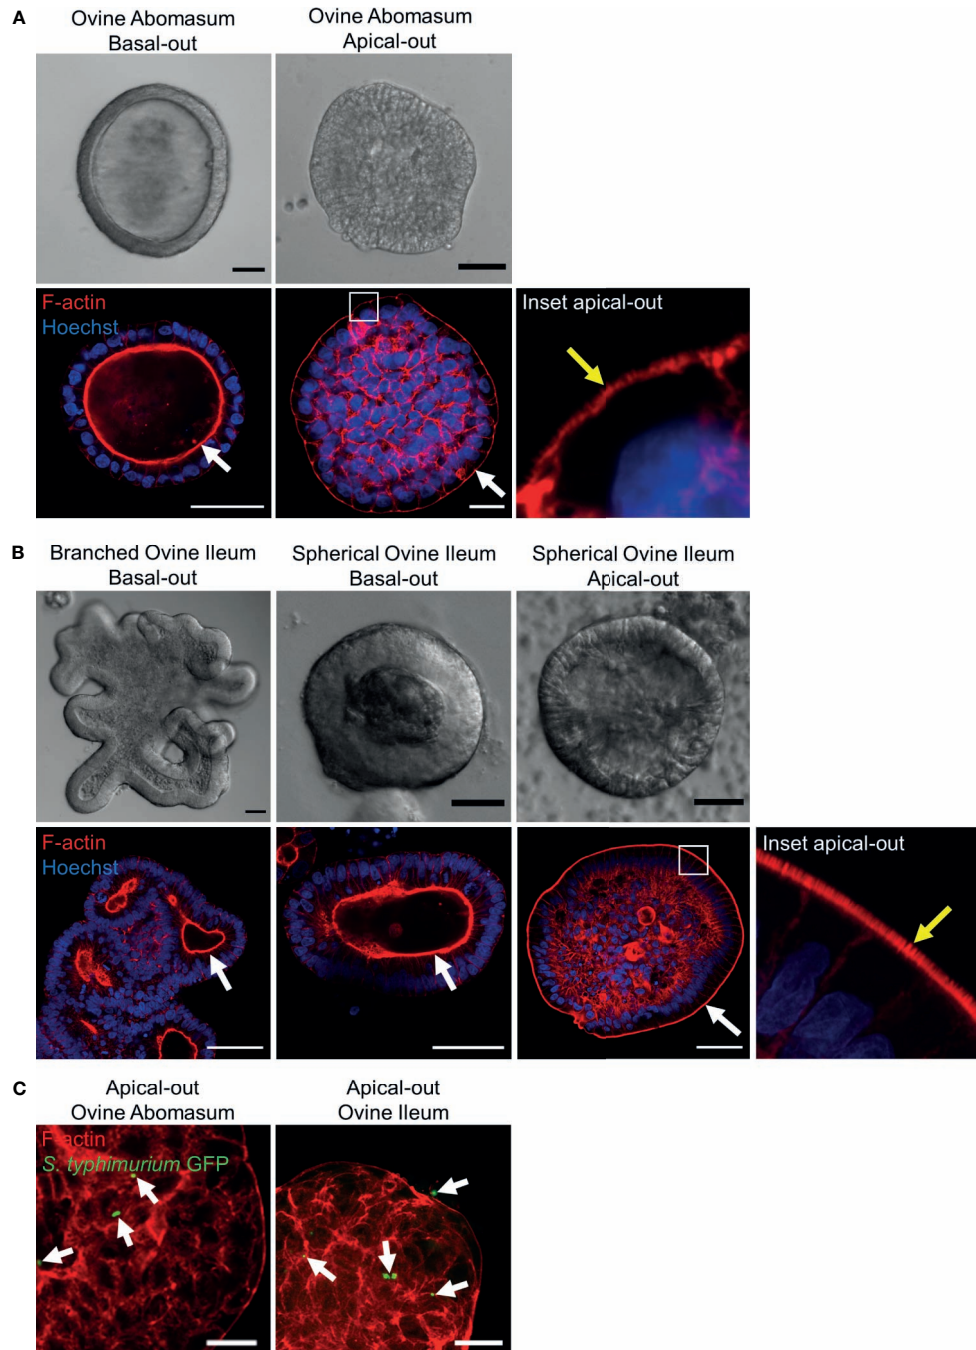 A
Ovine Abomasum
Basal-out
Ovine Abomasum
Apical-out
F-actin
Hoechst
Inset apical-out
B
Branched Ovine Ileum
Basal-out
Spherical Ovine Ileum
Basal-out
Spherical Ovine Ileum
Apical-out
F-actin
Hoechst
Inset apical-out
C
Apical-out
Ovine Abomasum
Apical-out
Ovine Ileum
F-actin
S. typhimurium GFP